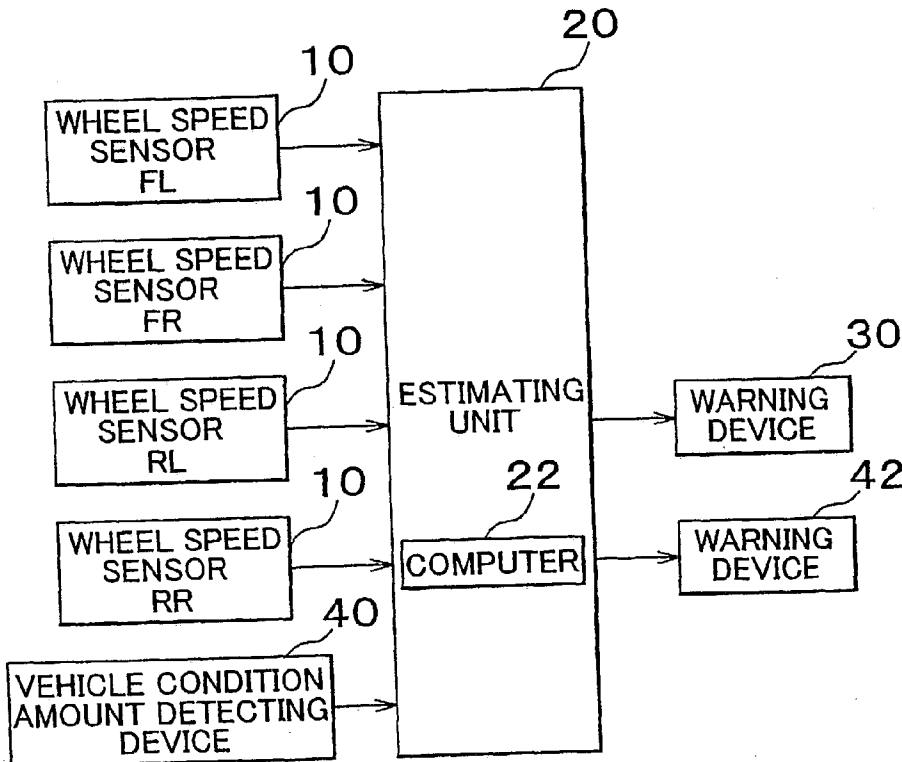 20
10
WHEEL SPEED
SENSOR
FL
10
WHEEL SPEED
SENSOR
FR
10
WHEEL SPEED
SENSOR
RL
10
WHEEL SPEED
SENSOR
RR
40
VEHICLE CONDITION
AMOUNT DETECTING
DEVICE
ESTIMATING
UNIT
22
COMPUTER
30
WARNING
DEVICE
42
WARNING
DEVICE